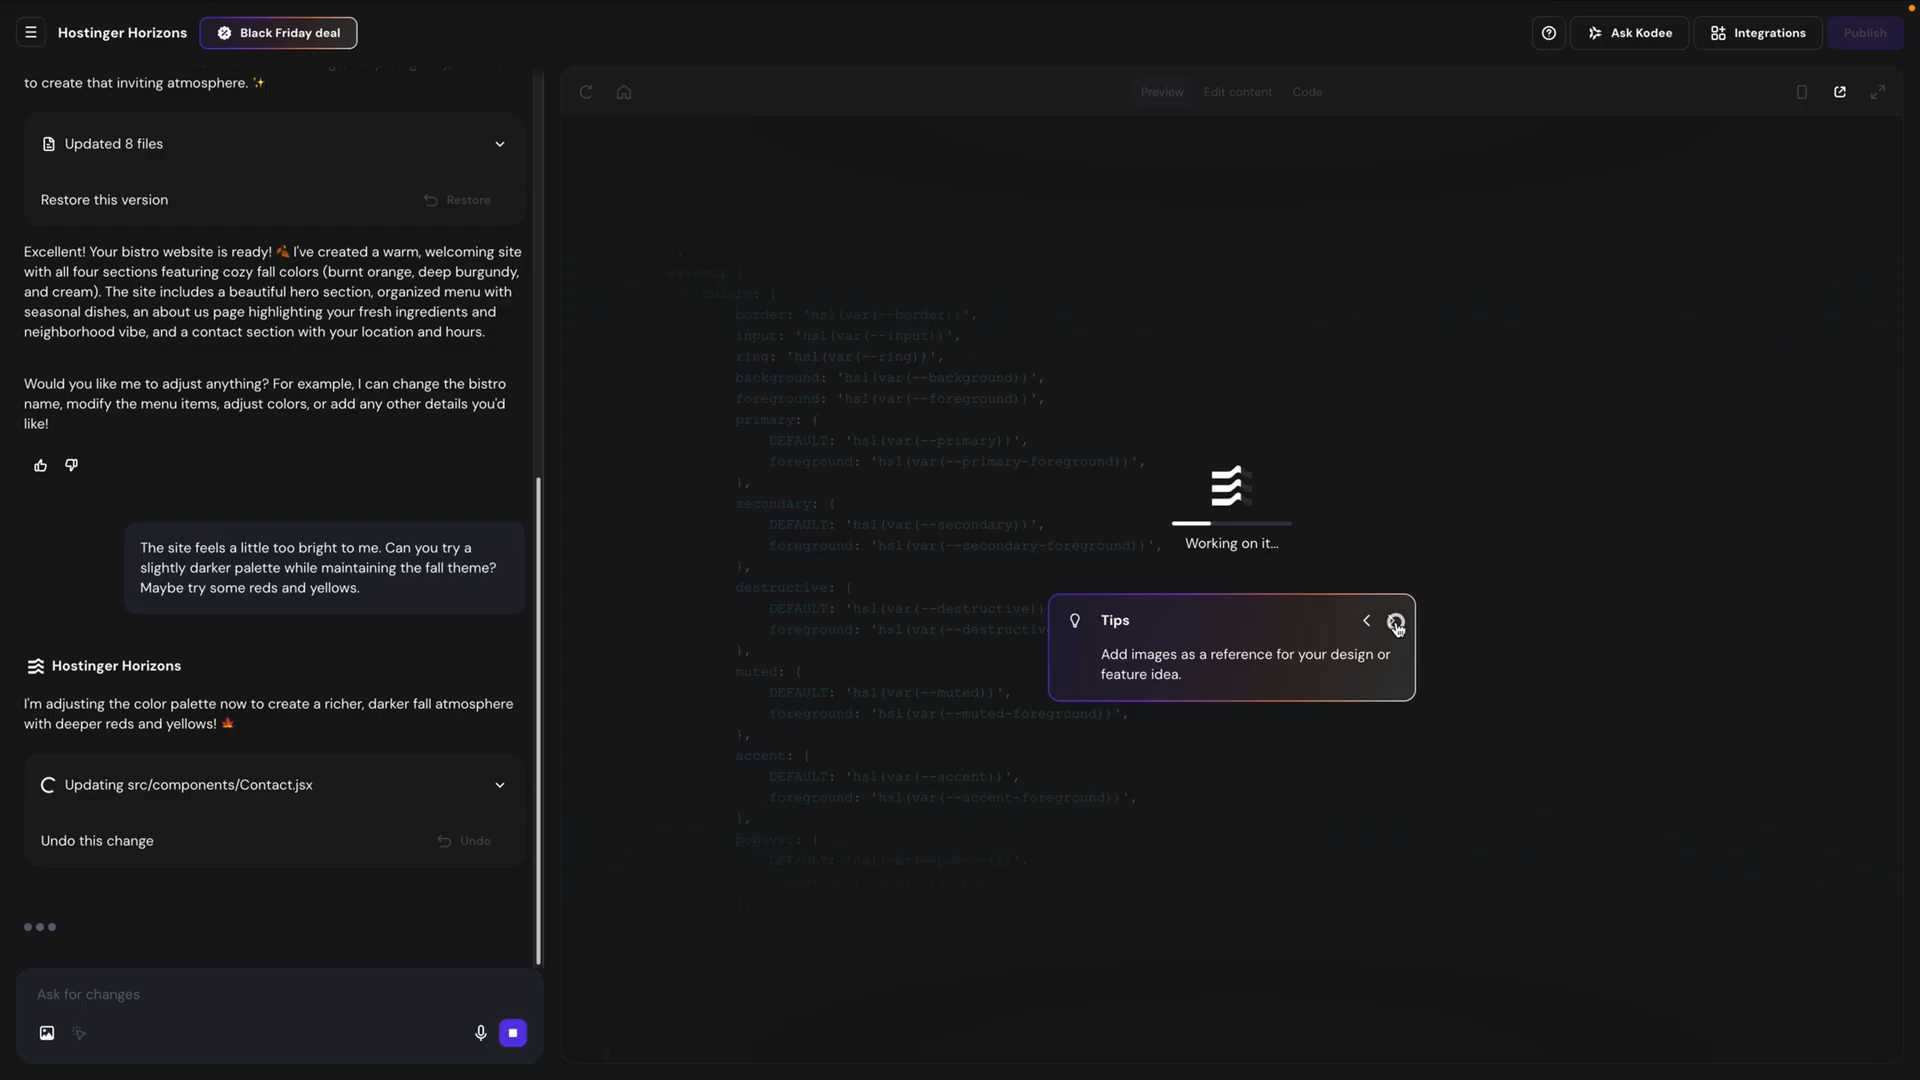 Hostinger Horizons
Black Friday deal
Ask Kodee
Integrations
Publish
to create that inviting atmosphere. ✨
Updated 8 files
Restore this version
Restore
Excellent! Your bistro website is ready! 🍂 I've created a warm, welcoming site
with all four sections featuring cozy fall colors (burnt orange, deep burgundy,
and cream). The site includes a beautiful hero section, organized menu with
seasonal dishes, an about us page highlighting your fresh ingredients and
neighborhood vibe, and a contact section with your location and hours.
Would you like me to adjust anything? For example, I can change the bistro
name, modify the menu items, adjust colors, or add any other details you'd
like!
The site feels a little too bright to me. Can you try a
slightly darker palette while maintaining the fall theme?
Maybe try some reds and yellows.
Hostinger Horizons
I'm adjusting the color palette now to create a richer, darker fall atmosphere
with deeper reds and yellows! 🍁
Updating src/components/Contact.jsx
Undo this change
Undo
Ask for changes
Preview
Edit content
Code
extend: {
colors: {
border: 'hsl(var(--border))',
input: 'hsl(var(--input))',
ring: 'hsl(var(--ring))',
background: 'hsl(var(--background))',
foreground: 'hsl(var(--foreground))',
primary: {
DEFAULT: 'hsl(var(--primary))',
foreground: 'hsl(var(--primary-foreground))',
},
secondary: {
DEFAULT: 'hsl(var(--secondary))',
foreground: 'hsl(var(--secondary-foreground))',
},
destructive: {
DEFAULT: 'hsl(var(--destructive)
foreground: 'hsl(var(--destructiv
},
muted: {
DEFAULT: 'hsl(var(--muted))',
foreground: 'hsl(var(--muted-foreground))',
},
accent: {
DEFAULT: 'hsl(var(--accent))',
foreground: 'hsl(var(--accent-foreground))',
},
popover: {
DEFAULT: 'hsl(var(--popover))',
},
Working on it...
Tips
Add images as a reference for your design or
feature idea.